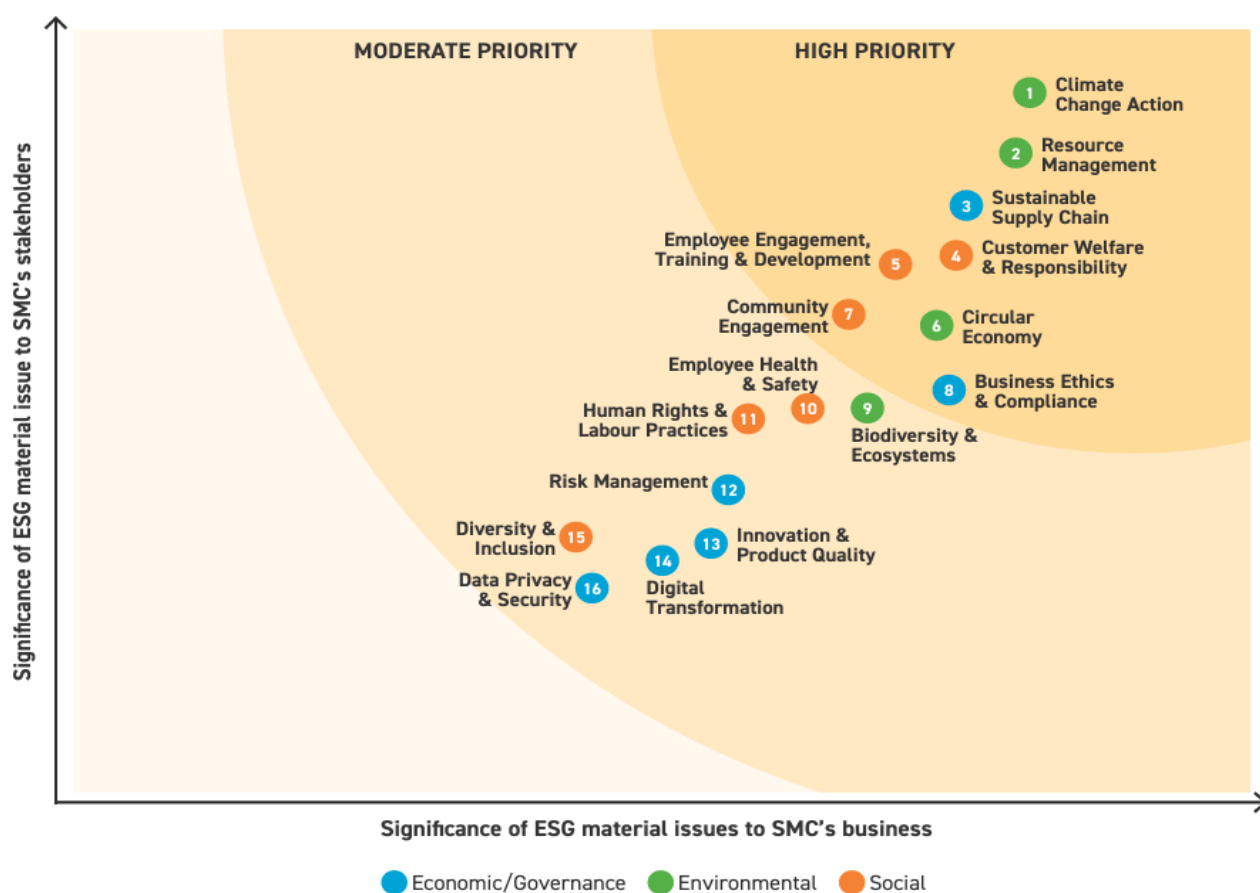 MODERATE PRIORITY
HIGH PRIORITY
1
Climate
Change Action
2
Resource
Management
3
Sustainable
Supply Chain
Employee Engagement,
Training & Development
5
4
Customer Welfare
& Responsibility
Community
Engagement
7
6
Circular
Economy
Employee Health
& Safety
10
8
Business Ethics
& Compliance
Human Rights &
Labour Practices
11
9
Biodiversity &
Ecosystems
Risk Management
12
Diversity &
Inclusion
15
13
Innovation &
Product Quality
14
Digital
Transformation
Data Privacy
& Security
16
Significance of ESG material issue to SMC's stakeholders
Significance of ESG material issues to SMC's business
Economic/Governance
Environmental
Social